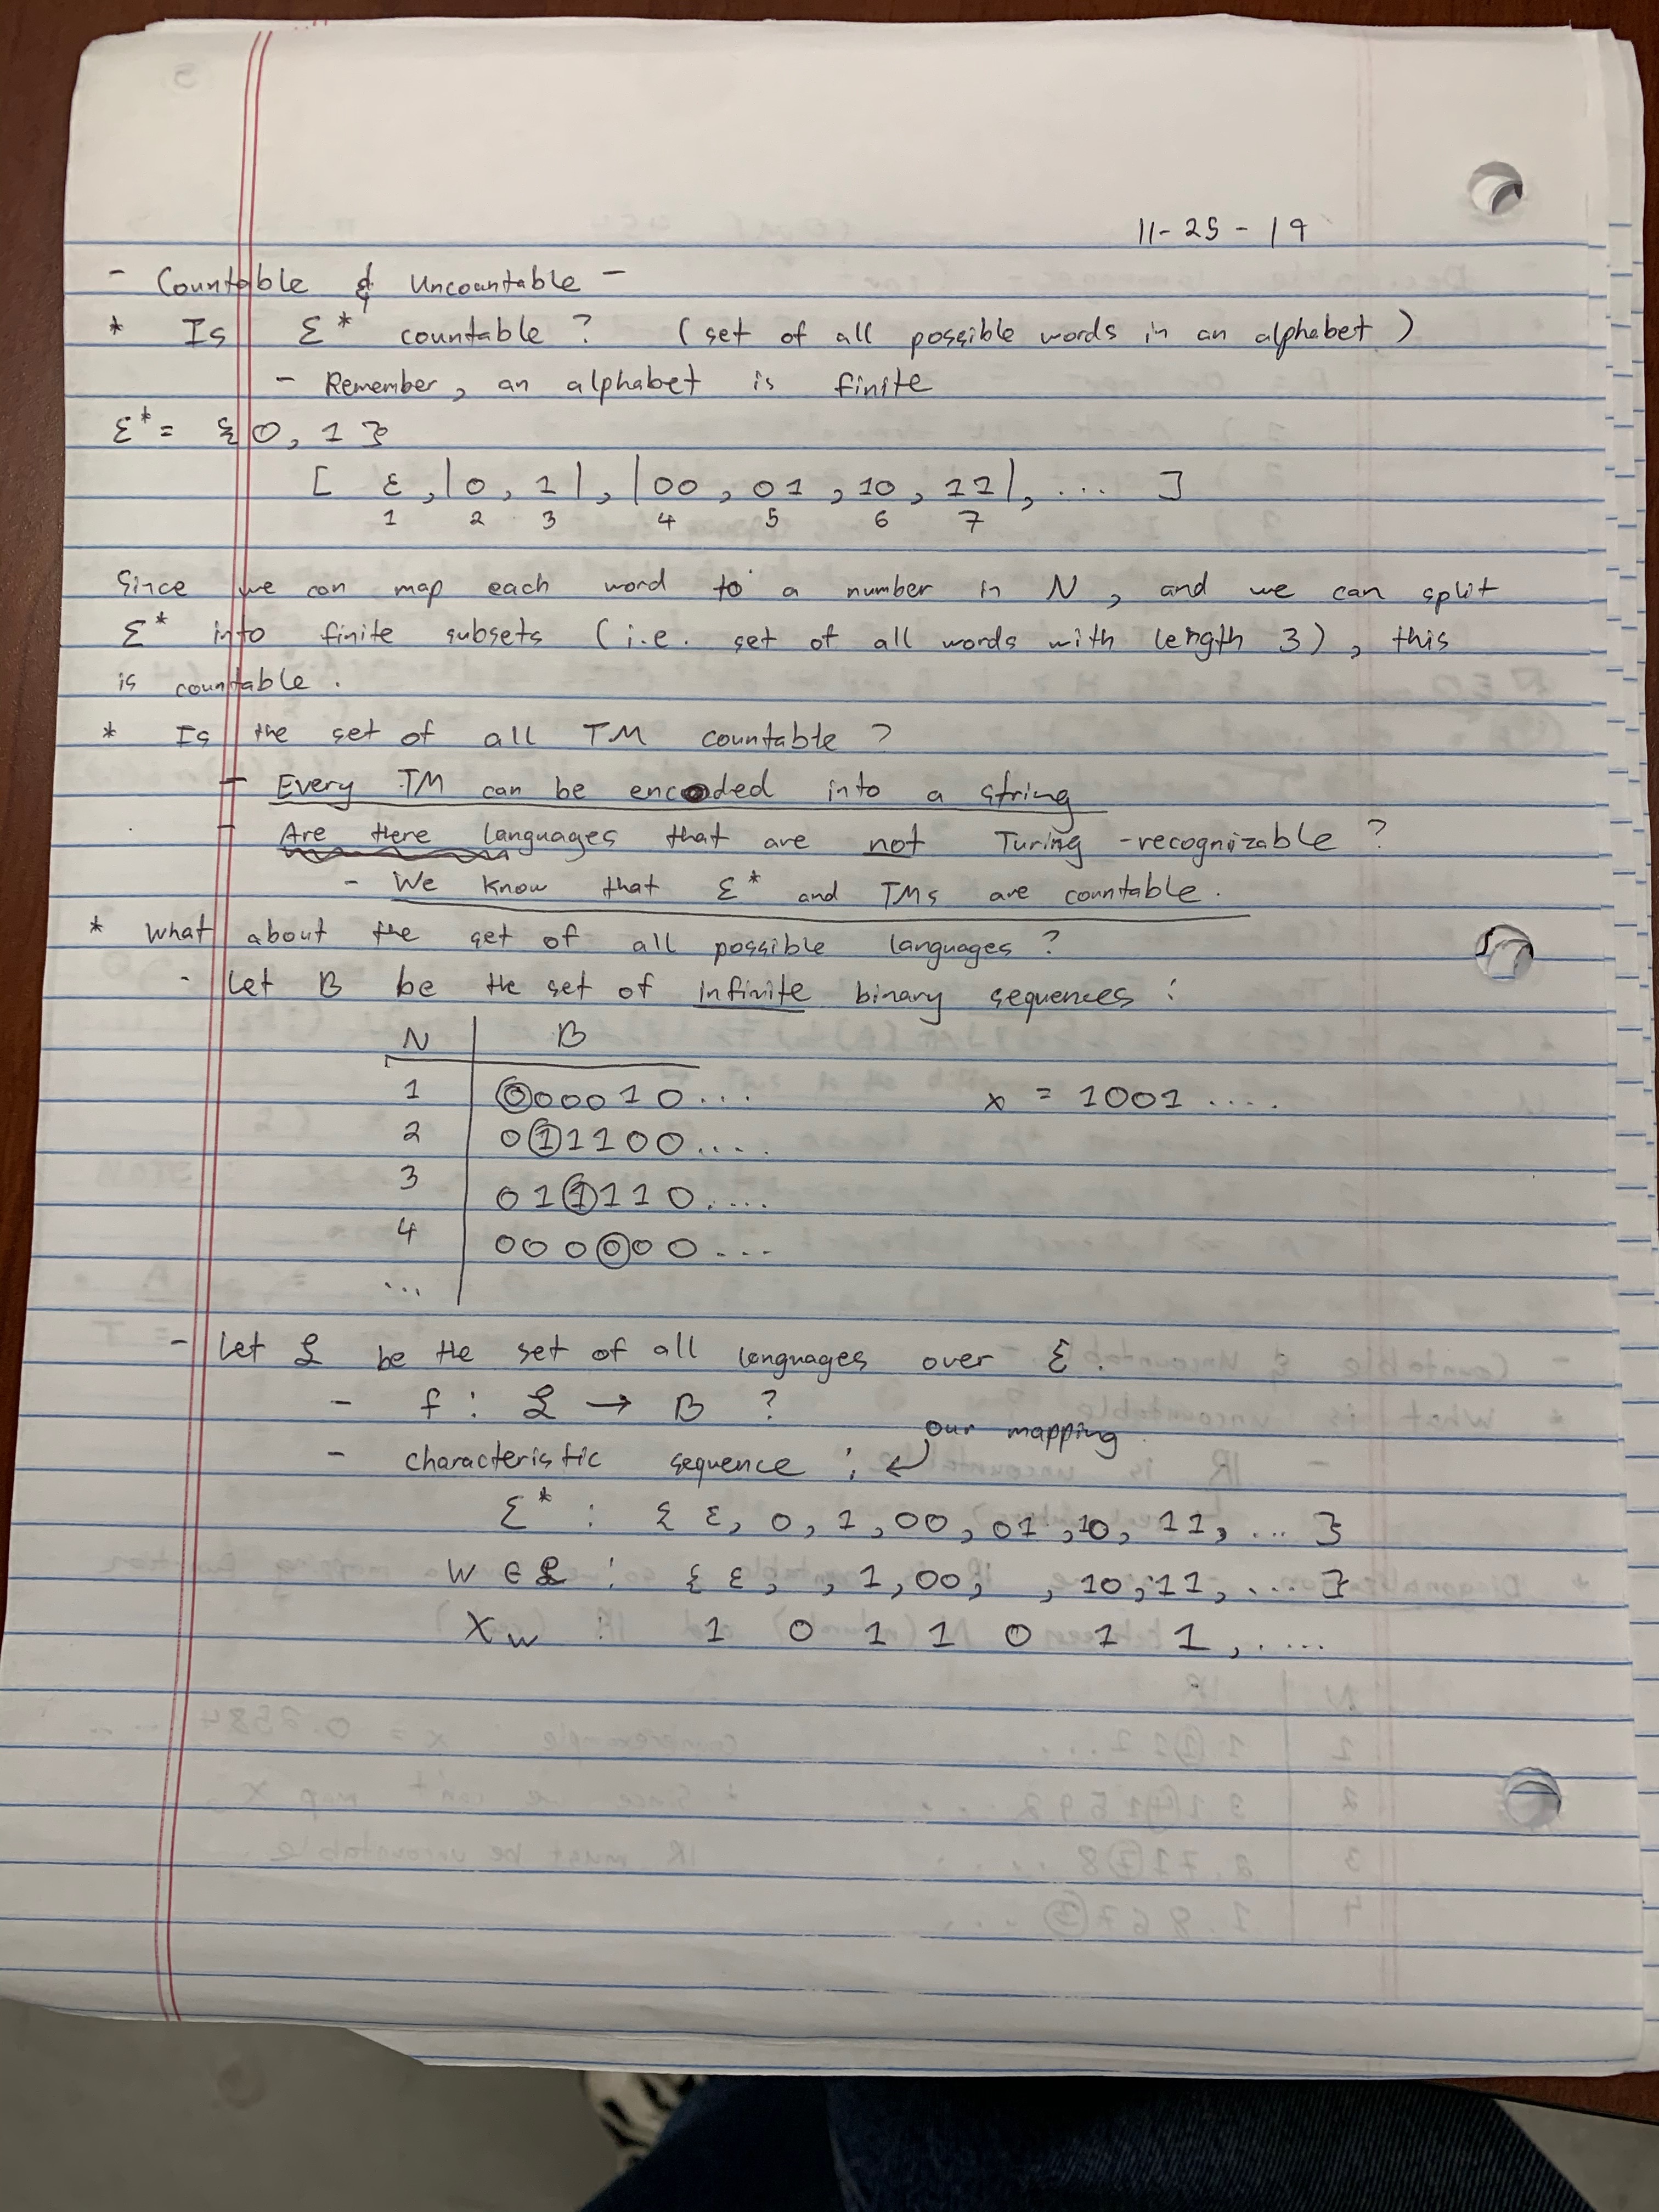 11-25-19
- Countable & Uncountable -
* Is Σ* countable? (set of all possible words in an alphabet)
- Remember, an alphabet is finite
Σ* = {0, 1}
[ ε, |0, 1|, |00, 01, 10, 11|, ... ]
1 2 3 4 5 6 7
Since we can map each word to a number in N, and we can split
Σ* into finite subsets (i.e. set of all words with length 3), this
is countable.
* Is the set of all TM countable?
- Every TM can be encoded into a string
- Are there languages that are not Turing-recognizable?
- We know that Σ* and TMs are countable.
* What about the set of all possible languages?
- Let B be the set of infinite binary sequences:
N | B
1 | 000010... x = 1001....
2 | 011100....
3 | 011110....
4 | 000000...
...
- Let ℒ be the set of all languages over Σ.
- f: ℒ → B ?
our mapping
- characteristic sequence : ↙
Σ* : { ε, 0, 1, 00, 01, 10, 11, ... }
W ∈ ℒ : { ε, , 1, 00, , 10, 11, .... }
χ_w : 1 0 1 1 0 1 1, ....